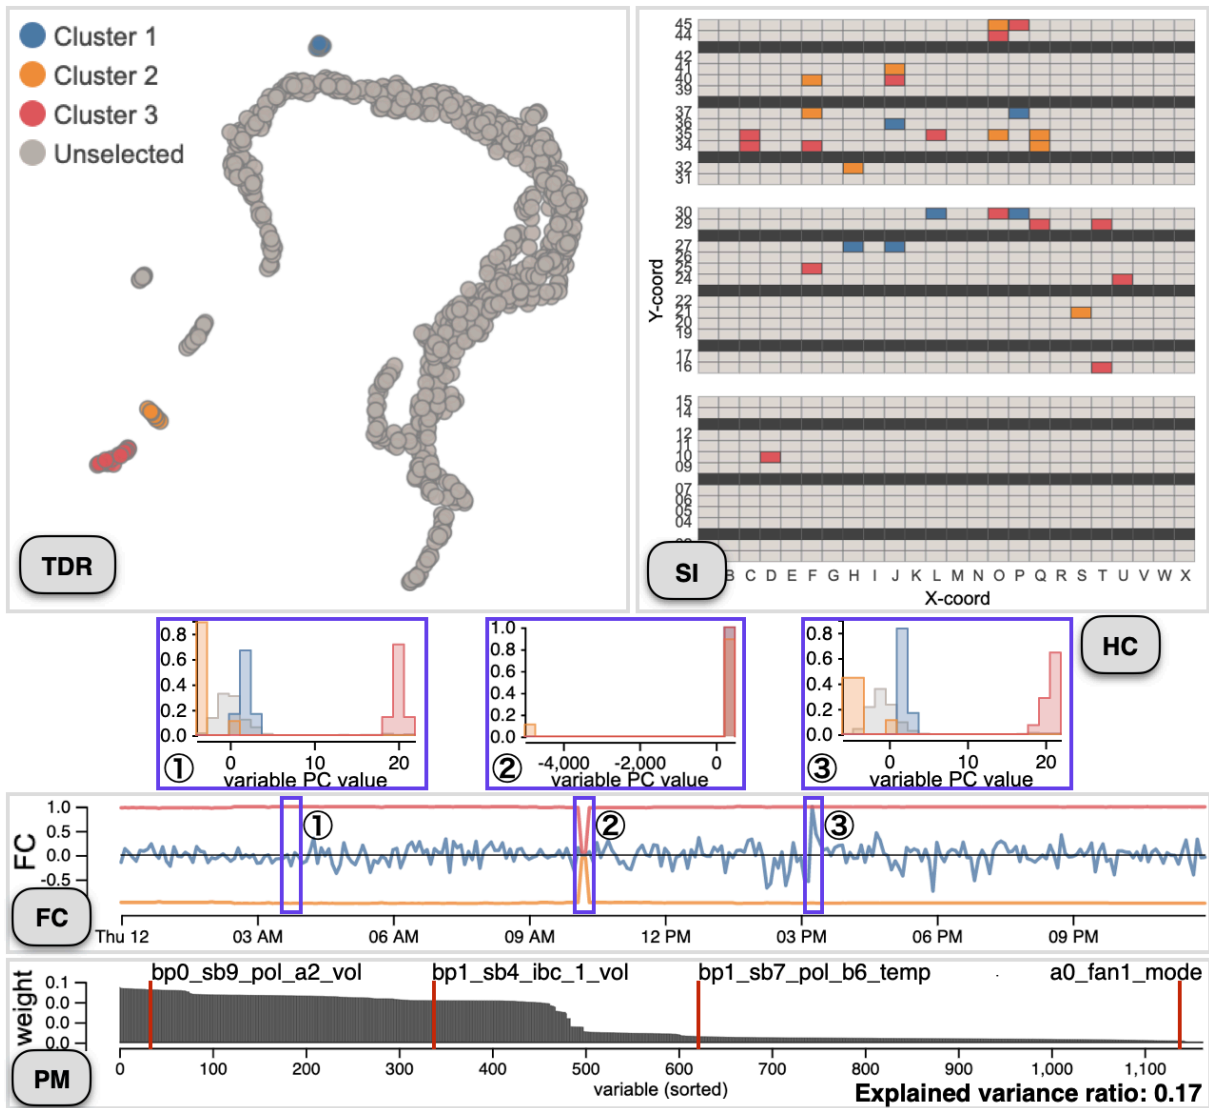 Cluster 1
Cluster 2
Cluster 3
Unselected
TDR
45
44
42
41
40
39
37
36
35
34
32
31
30
29
27
26
25
24
22
21
20
19
17
16
15
14
12
11
10
09
07
06
05
04
Y-coord
SI
B C D E F G H I J K L M N O P Q R S T U V W X
X-coord
0.8
0.6
0.4
0.2
0.0
0 10 20
① variable PC value
1.0
0.8
0.6
0.4
0.2
0.0
-4,000 -2,000 0
② variable PC value
0.8
0.6
0.4
0.2
0.0
0 10 20
③ variable PC value
HC
FC
1.0
0.5
0.0
-0.5
① ② ③
FC
Thu 12 03 AM 06 AM 09 AM 12 PM 03 PM 06 PM 09 PM
bp0_sb9_pol_a2_vol bp1_sb4_ibc_1_vol bp1_sb7_pol_b6_temp a0_fan1_mode
weight
0.1
0.0
0.0
0.0
PM
0 100 200 300 400 500 600 700 800 900 1,000 1,100
variable (sorted)
Explained variance ratio: 0.17